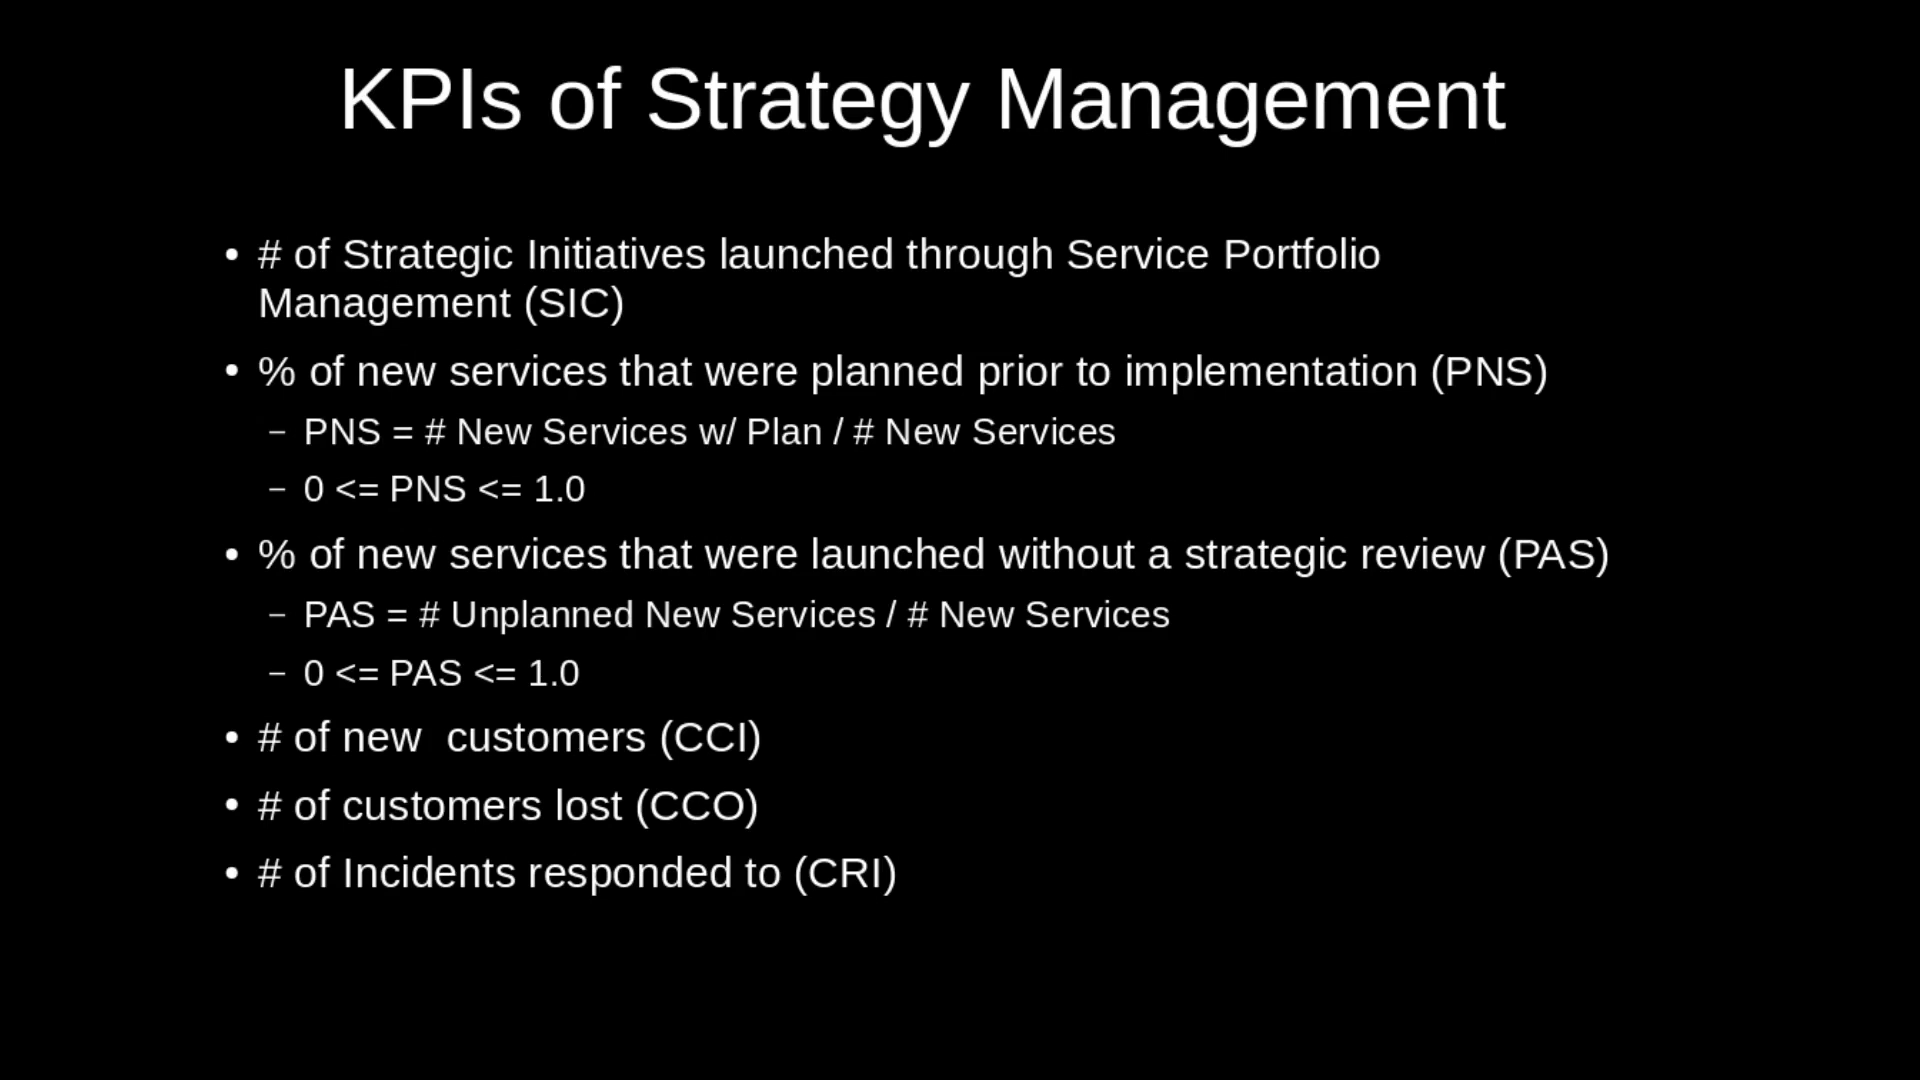 KPIs of Strategy Management
• # of Strategic Initiatives launched through Service Portfolio
Management (SIC)
• % of new services that were planned prior to implementation (PNS)
– PNS = # New Services w/ Plan / # New Services
– 0 <= PNS <= 1.0
• % of new services that were launched without a strategic review (PAS)
– PAS = # Unplanned New Services / # New Services
– 0 <= PAS <= 1.0
• # of new  customers (CCI)
• # of customers lost (CCO)
• # of Incidents responded to (CRI)